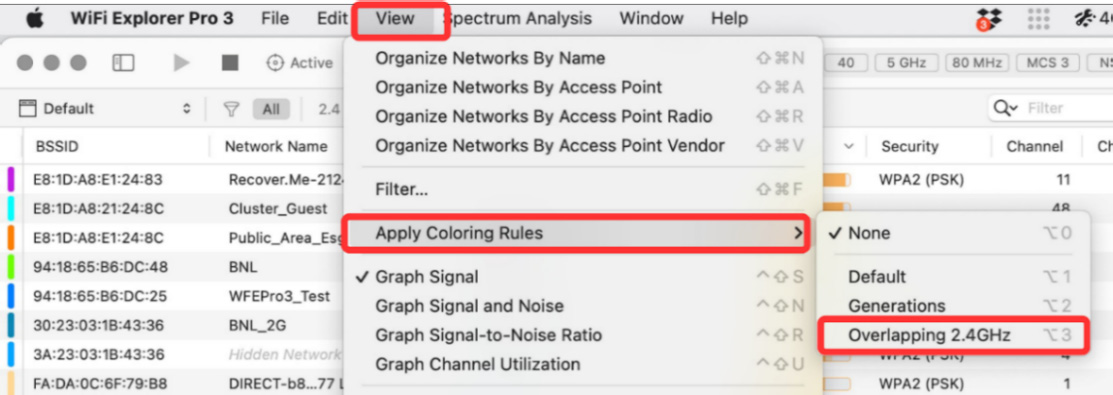 WiFi Explorer Pro 3 File Edit View Spectrum Analysis Window Help 3
Active 40 5 GHz 80 MHz MCS 3
Default All 2.4 Filter
BSSID Network Name Security Channel
E8:1D:A8:E1:24:83 Recover.Me-212 WPA2 (PSK) 11
E8:1D:A8:21:24:8C Cluster_Guest 48
E8:1D:A8:E1:24:8C Public_Area_Esg
94:18:65:B6:DC:48 BNL
94:18:65:B6:DC:25 WFEPro3_Test
30:23:03:1B:43:36 BNL_2G
3A:23:03:1B:43:36 Hidden Network WPA2 (PSK) 4
FA:DA:0C:6F:79:B8 DIRECT-b8...77 WPA2 (PSK) 1
Organize Networks By Name ⇧⌘N
Organize Networks By Access Point ⇧⌘A
Organize Networks By Access Point Radio ⇧⌘R
Organize Networks By Access Point Vendor ⇧⌘V
Filter... ⇧⌘F
Apply Coloring Rules
✓ Graph Signal ^⇧S
Graph Signal and Noise ^⇧N
Graph Signal-to-Noise Ratio ^⇧R
Graph Channel Utilization ^⇧U
✓ None ⌥0
Default ⌥1
Generations ⌥2
Overlapping 2.4GHz ⌥3